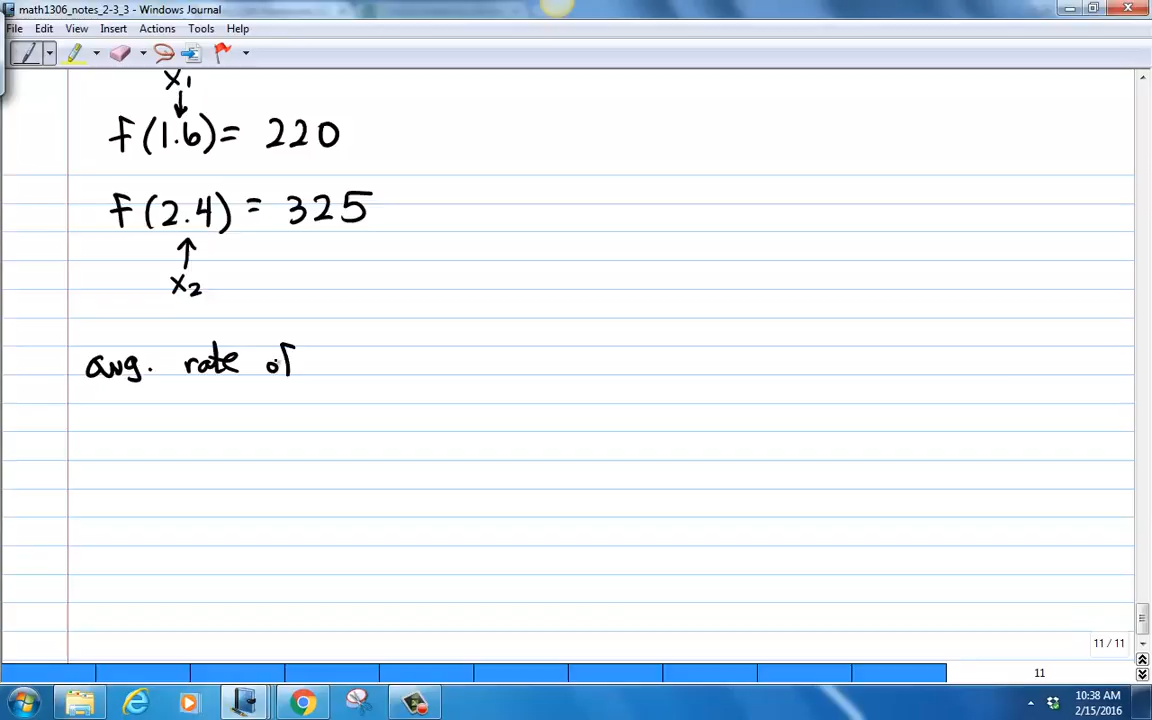 math1306_notes_2-3_3 - Windows Journal
File Edit View Insert Actions Tools Help
x₁
↓
f(1.6) = 220
f(2.4) = 325
↑
x₂
avg. rate of
11 / 11
11
10:38 AM
2/15/2016